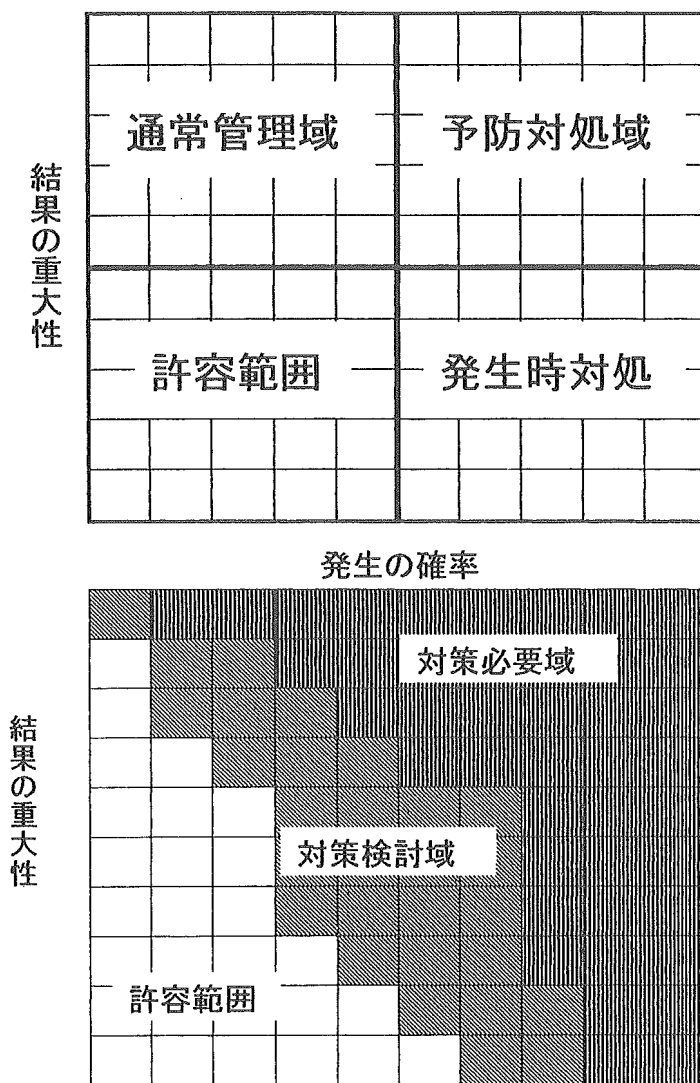 通常管理域
予防対処域
結果の重大性
許容範囲
発生時対処
発生の確率
対策必要域
結果の重大性
対策検討域
許容範囲